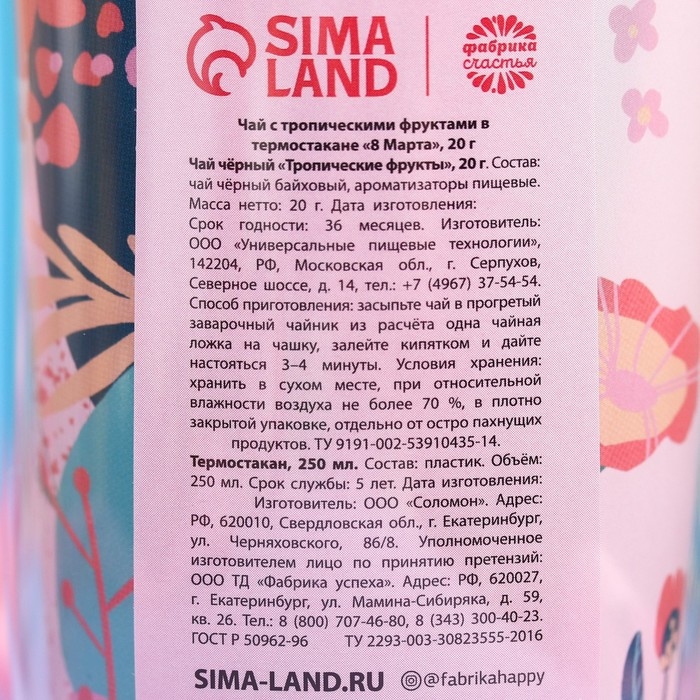 SIMA
LAND
фабрика
счастья
Чай с тропическими фруктами в
термостакане «8 Марта», 20 г
Чай чёрный «Тропические фрукты», 20 г. Состав:
чай чёрный байховый, ароматизаторы пищевые.
Масса нетто: 20 г. Дата изготовления:
Срок годности: 36 месяцев. Изготовитель:
ООО «Универсальные пищевые технологии»,
142204, РФ, Московская обл., г. Серпухов,
Северное шоссе, д. 14, тел.: +7 (4967) 37-54-54.
Способ приготовления: засыпьте чай в прогретый
заварочный чайник из расчёта одна чайная
ложка на чашку, залейте кипятком и дайте
настояться 3–4 минуты. Условия хранения:
хранить в сухом месте, при относительной
влажности воздуха не более 70 %, в плотно
закрытой упаковке, отдельно от остро пахнущих
продуктов. ТУ 9191-002-53910435-14.
Термостакан, 250 мл. Состав: пластик. Объём:
250 мл. Срок службы: 5 лет. Дата изготовления:
Изготовитель: ООО «Соломон». Адрес:
РФ, 620010, Свердловская обл., г. Екатеринбург,
ул. Черняховского, 86/8. Уполномоченное
изготовителем лицо по принятию претензий:
ООО ТД «Фабрика успеха». Адрес: РФ, 620027,
г. Екатеринбург, ул. Мамина-Сибиряка, д. 59,
кв. 26. Тел.: 8 (800) 707-46-80, 8 (343) 300-40-23.
ГОСТ Р 50962-96 ТУ 2293-003-30823555-2016
SIMA-LAND.RU @fabrikahappy